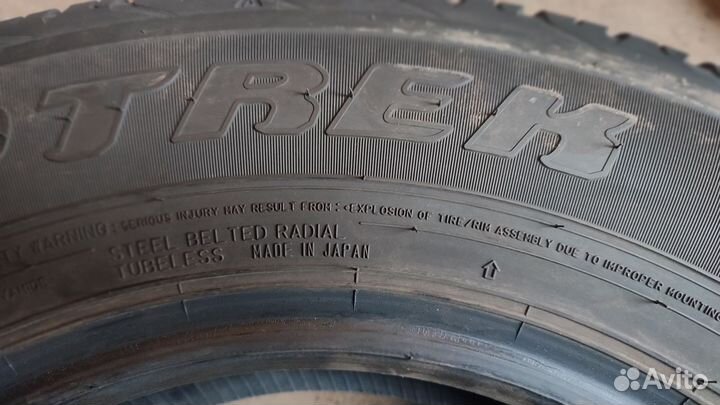 OTREK
WARNING : SERIOUS INJURY MAY RESULT FROM : <EXPLOSION OF TIRE/RIM ASSEMBLY DUE TO IMPROPER MOUNTING
STEEL BELTED RADIAL
TUBELESS MADE IN JAPAN
Avito